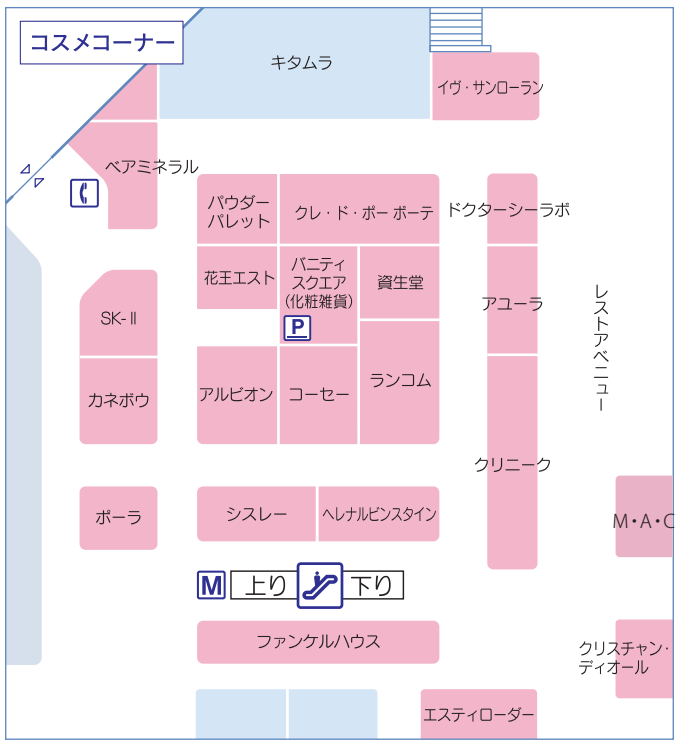 コスメコーナー
キタムラ
イヴ・サンローラン
ベアミネラル
パウダー
パレット
クレ・ド・ポー ボーテ
ドクターシーラボ
花王エスト
バニティ
スクエア
(化粧雑貨)
P
資生堂
アユーラ
レストアベニュー
SK-II
カネボウ
アルビオン
コーセー
ランコム
クリニーク
ポーラ
シスレー
ヘレナルビンスタイン
M・A・C
M
上り
下り
ファンケルハウス
クリスチャン・
ディオール
エスティローダー